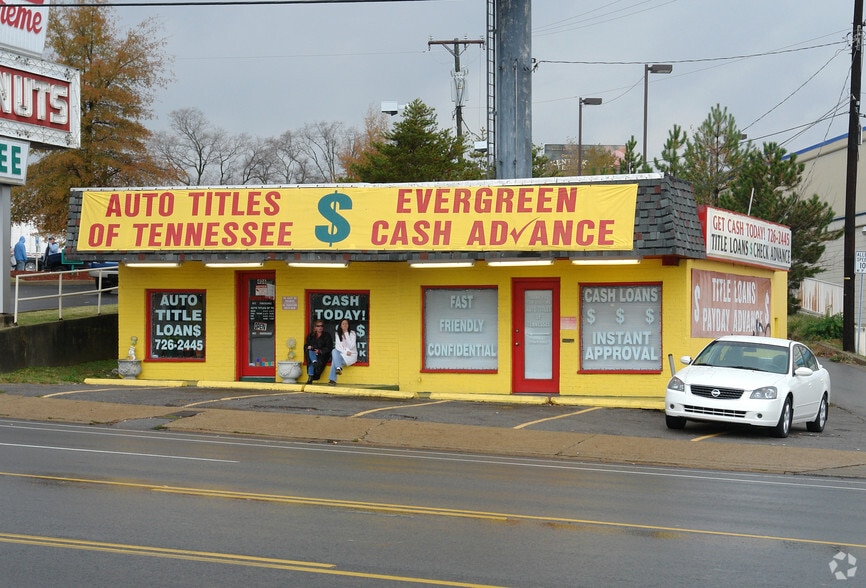 reme
NUTS
EE
AUTO TITLES
OF TENNESSEE
$
EVERGREEN
CASH ADVANCE
GET CASH TODAY! 726-2445
TITLE LOANS & CHECK ADVANCE
AUTO
TITLE
LOANS
726-2445
OPEN
CASH
TODAY!
FAST
FRIENDLY
CONFIDENTIAL
CASH LOANS
$ $ $
INSTANT
APPROVAL
TITLE LOANS
$ $
PAYDAY ADVANCE